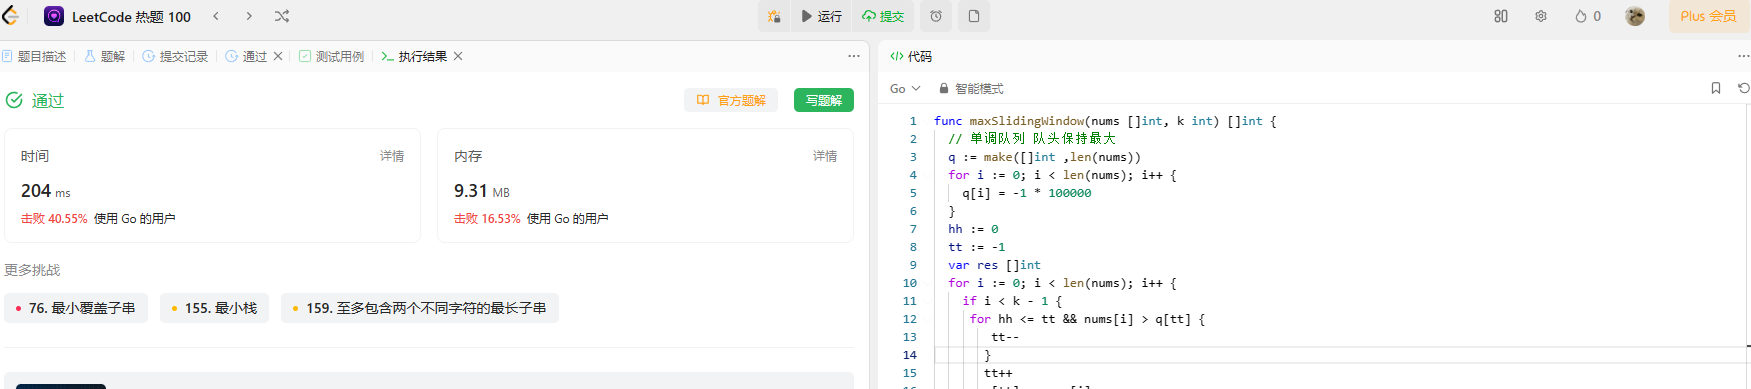 LeetCode 热题 100
运行
提交
0
Plus 会员
题目描述
题解
提交记录
通过
测试用例
执行结果
通过
官方题解
写题解
时间
详情
204 ms
击败 40.55% 使用 Go 的用户
内存
详情
9.31 MB
击败 16.53% 使用 Go 的用户
更多挑战
76. 最小覆盖子串
155. 最小栈
159. 至多包含两个不同字符的最长子串
代码
Go
智能模式
1 func maxSlidingWindow(nums []int, k int) []int {
2 // 单调队列 队头保持最大
3 q := make([]int ,len(nums))
4 for i := 0; i < len(nums); i++ {
5 q[i] = -1 * 100000
6 }
7 hh := 0
8 tt := -1
9 var res []int
10 for i := 0; i < len(nums); i++ {
11 if i < k - 1 {
12 for hh <= tt && nums[i] > q[tt] {
13 tt--
14 }
15 tt++